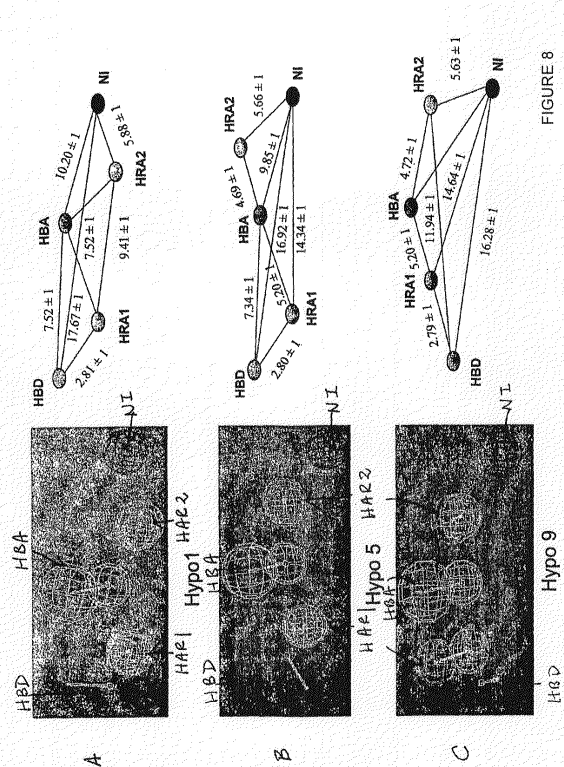 A
HBD
HBA
HAR1
HAR2
NI
Hypo1
HBD
HBA
HRA1
HRA2
NI
7.52 ± 1
10.20 ± 1
17.67 ± 1
7.52 ± 1
2.81 ± 1
9.41 ± 1
5.88 ± 1
B
HBD
HBA
HAR1
HAR2
NI
Hypo 5
HBD
HBA
HRA1
HRA2
NI
7.34 ± 1
4.69 ± 1
5.66 ± 1
9.85 ± 1
16.92 ± 1
5.20 ± 1
2.80 ± 1
14.34 ± 1
C
HBA
HBD
NI
Hypo 9
HBD
HRA1
HBA
HRA2
NI
4.72 ± 1
5.63 ± 1
5.20 ± 1
11.94 ± 1
14.64 ± 1
2.79 ± 1
16.28 ± 1
FIGURE 8